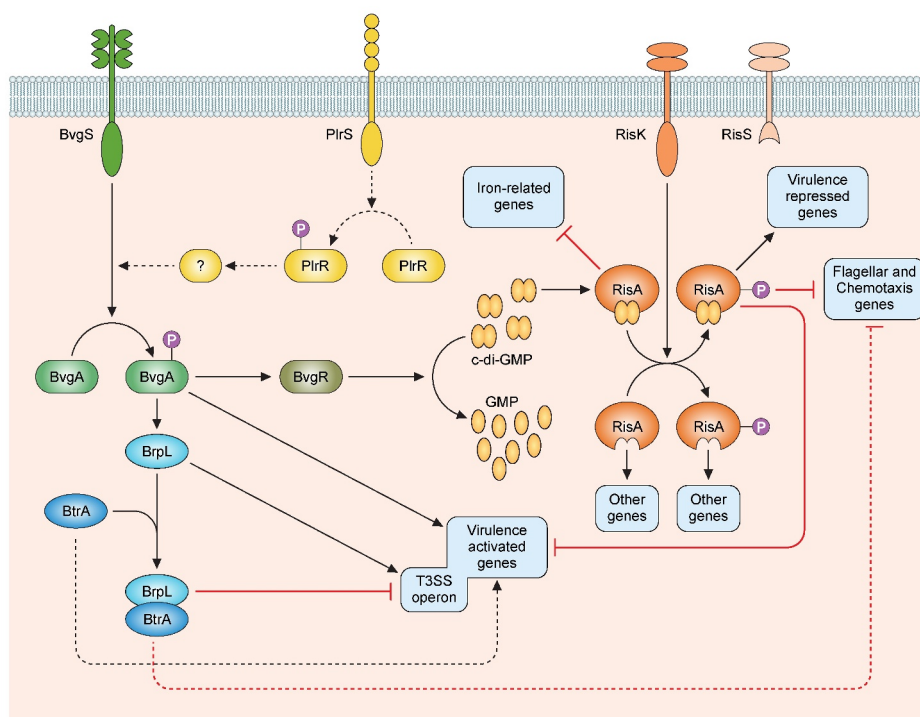 BvgS
PlrS
RisK
RisS
Iron-related
genes
Virulence
repressed
genes
P
?
PlrR
PlrR
RisA
RisA
P
Flagellar and
Chemotaxis
genes
P
c-di-GMP
BvgA
BvgA
BvgR
GMP
RisA
RisA
P
BrpL
Other
genes
Other
genes
BtrA
Virulence
activated
genes
T3SS
operon
BrpL
BtrA